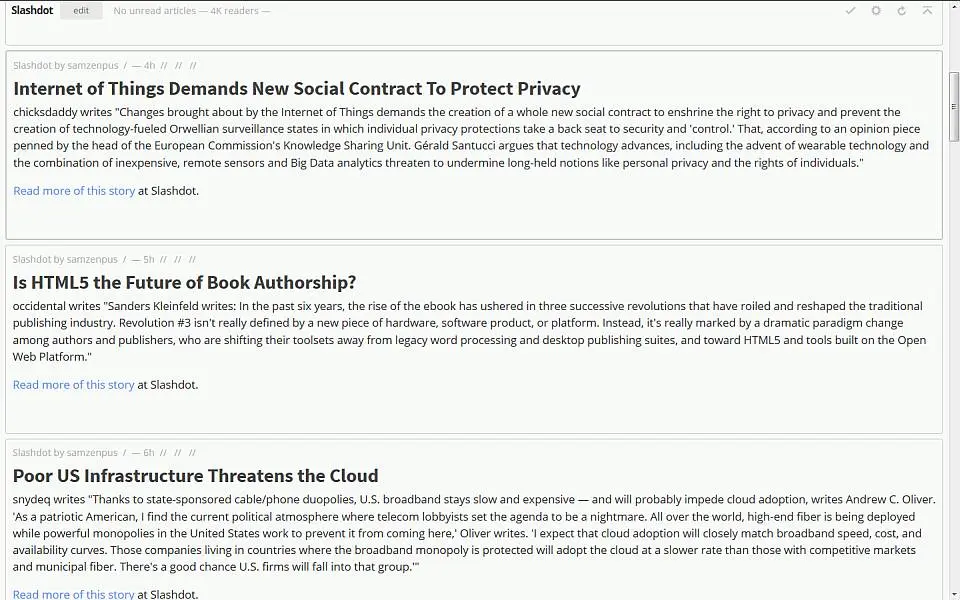 Slashdot edit No unread articles — 4K readers —
Slashdot by samzenpus / — 4h // // //
Internet of Things Demands New Social Contract To Protect Privacy
chicksdaddy writes "Changes brought about by the Internet of Things demands the creation of a whole new social contract to enshrine the right to privacy and prevent the
creation of technology-fueled Orwellian surveillance states in which individual privacy protections take a back seat to security and 'control.' That, according to an opinion piece
penned by the head of the European Commission's Knowledge Sharing Unit. Gérald Santucci argues that technology advances, including the advent of wearable technology and
the combination of inexpensive, remote sensors and Big Data analytics threaten to undermine long-held notions like personal privacy and the rights of individuals."
Read more of this story at Slashdot.
Slashdot by samzenpus / — 5h // // //
Is HTML5 the Future of Book Authorship?
occidental writes "Sanders Kleinfeld writes: In the past six years, the rise of the ebook has ushered in three successive revolutions that have roiled and reshaped the traditional
publishing industry. Revolution #3 isn't really defined by a new piece of hardware, software product, or platform. Instead, it's really marked by a dramatic paradigm change
among authors and publishers, who are shifting their toolsets away from legacy word processing and desktop publishing suites, and toward HTML5 and tools built on the Open
Web Platform."
Read more of this story at Slashdot.
Slashdot by samzenpus / — 6h // // //
Poor US Infrastructure Threatens the Cloud
snydeq writes "Thanks to state-sponsored cable/phone duopolies, U.S. broadband stays slow and expensive — and will probably impede cloud adoption, writes Andrew C. Oliver.
'As a patriotic American, I find the current political atmosphere where telecom lobbyists set the agenda to be a nightmare. All over the world, high-end fiber is being deployed
while powerful monopolies in the United States work to prevent it from coming here,' Oliver writes. 'I expect that cloud adoption will closely match broadband speed, cost, and
availability curves. Those companies living in countries where the broadband monopoly is protected will adopt the cloud at a slower rate than those with competitive markets
and municipal fiber. There's a good chance U.S. firms will fall into that group.'"
Read more of this story at Slashdot.